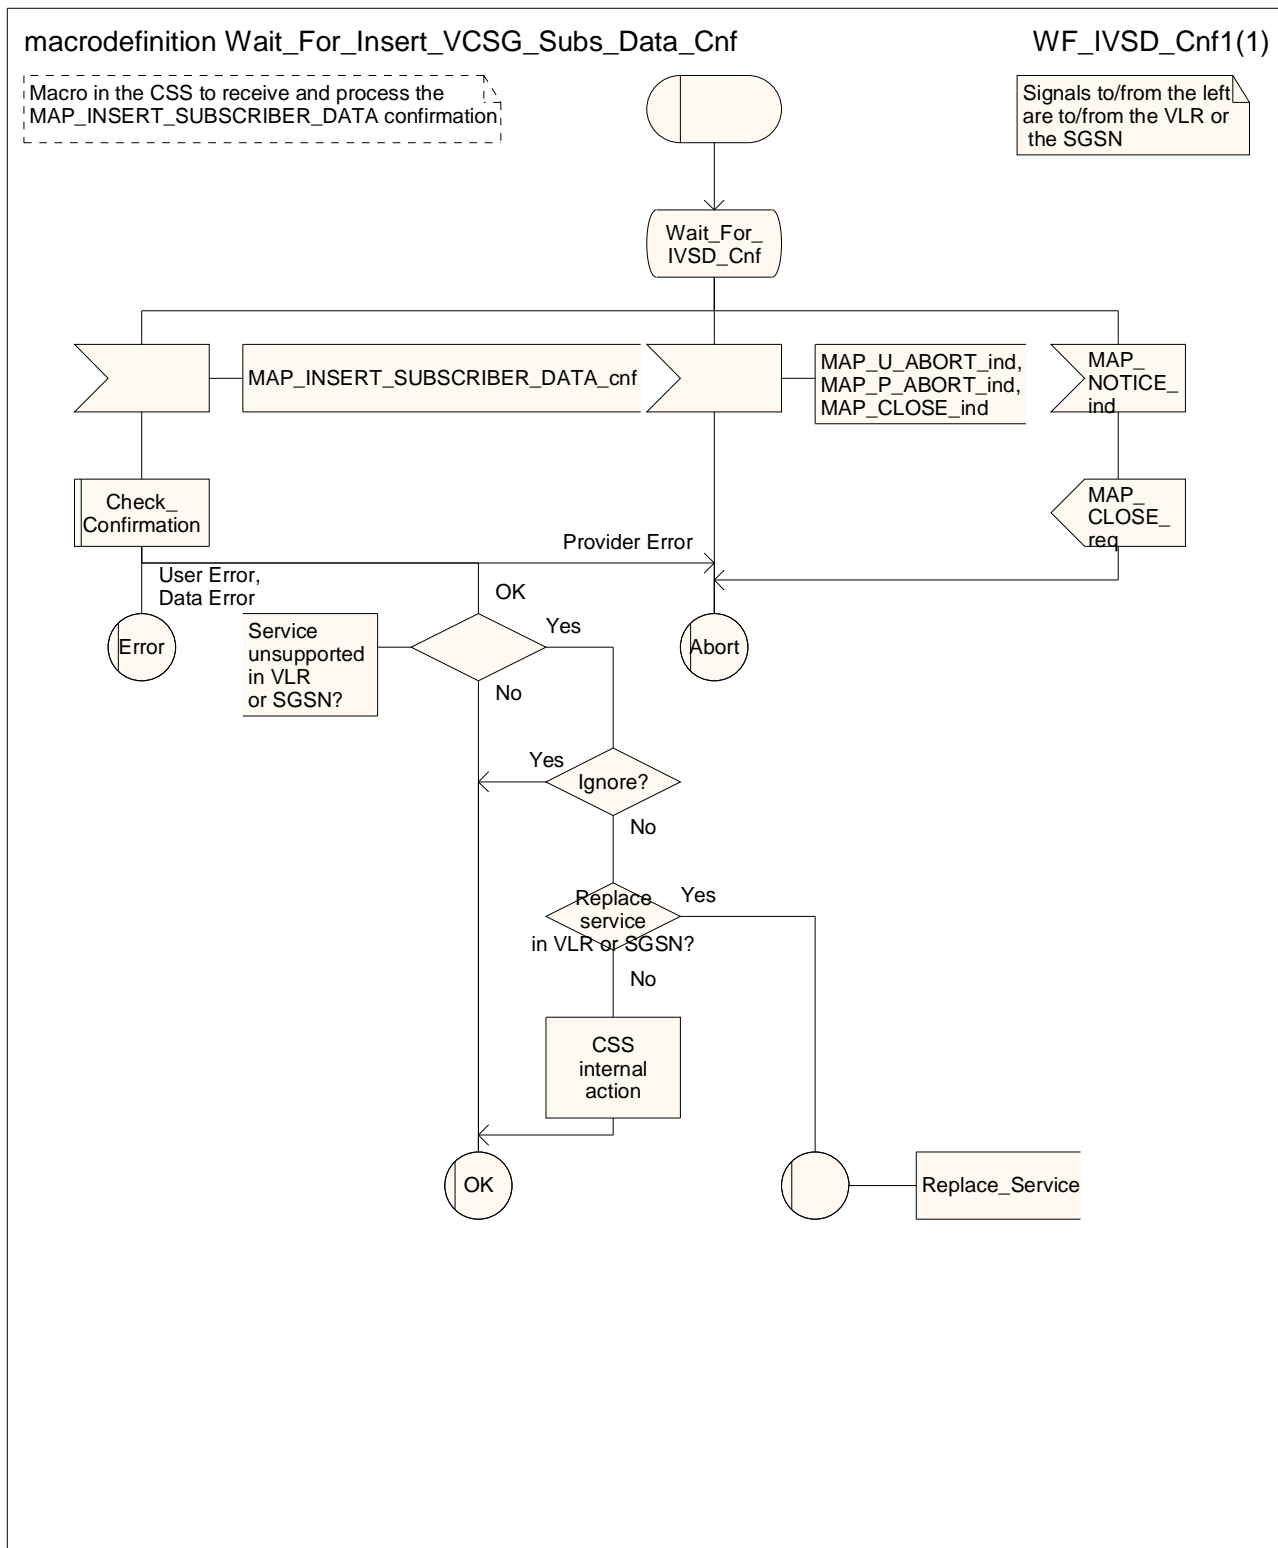 macrodefinition Wait_For_Insert_VCSG_Subs_Data_Cnf
WF_IVSD_Cnf1(1)
Macro in the CSS to receive and process the
MAP_INSERT_SUBSCRIBER_DATA confirmation
Signals to/from the left
are to/from the VLR or
the SGSN
Wait_For_
IVSD_Cnf
MAP_INSERT_SUBSCRIBER_DATA_cnf
MAP_U_ABORT_ind,
MAP_P_ABORT_ind,
MAP_CLOSE_ind
MAP_
NOTICE_
ind
Check_
Confirmation
MAP_
CLOSE_
req
Provider Error
User Error,
Data Error
OK
Error
Service
unsupported
in VLR
or SGSN?
Yes
Abort
No
Yes
Ignore?
No
Replace
service
in VLR or SGSN?
Yes
No
CSS
internal
action
OK
Replace_Service